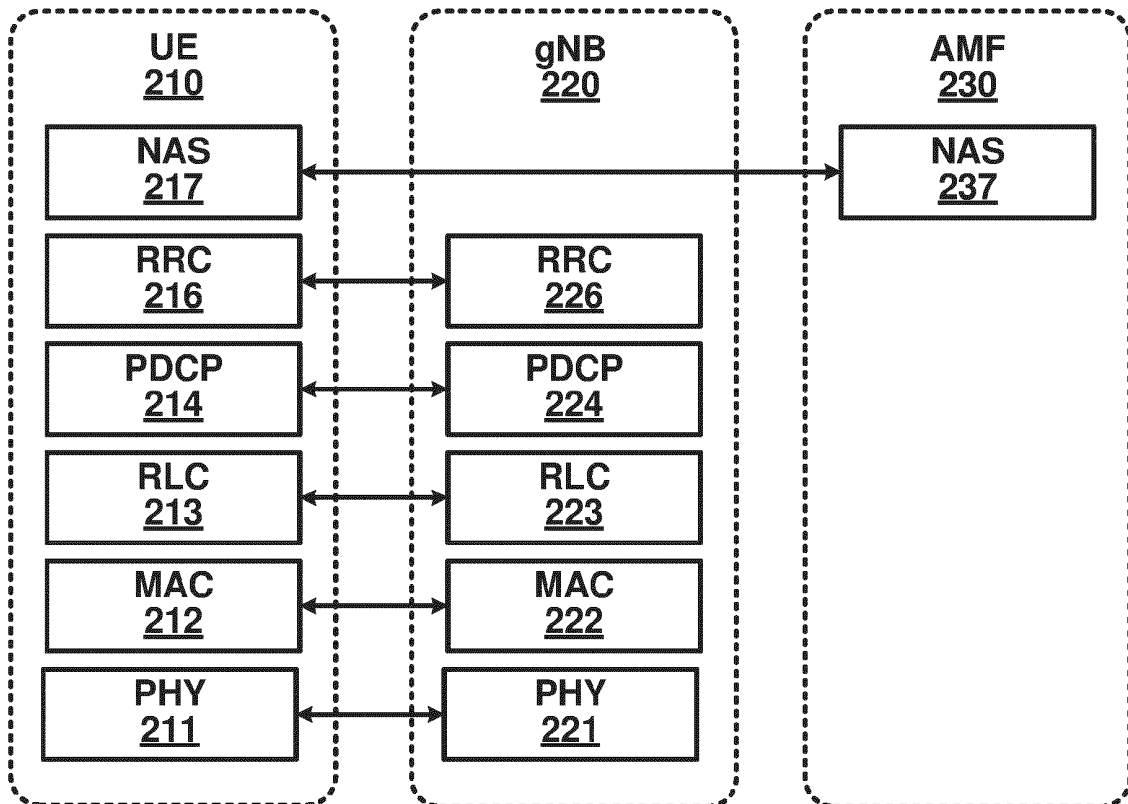 UE
210
gNB
220
AMF
230
NAS
217
NAS
237
RRC
216
RRC
226
PDCP
214
PDCP
224
RLC
213
RLC
223
MAC
212
MAC
222
PHY
211
PHY
221